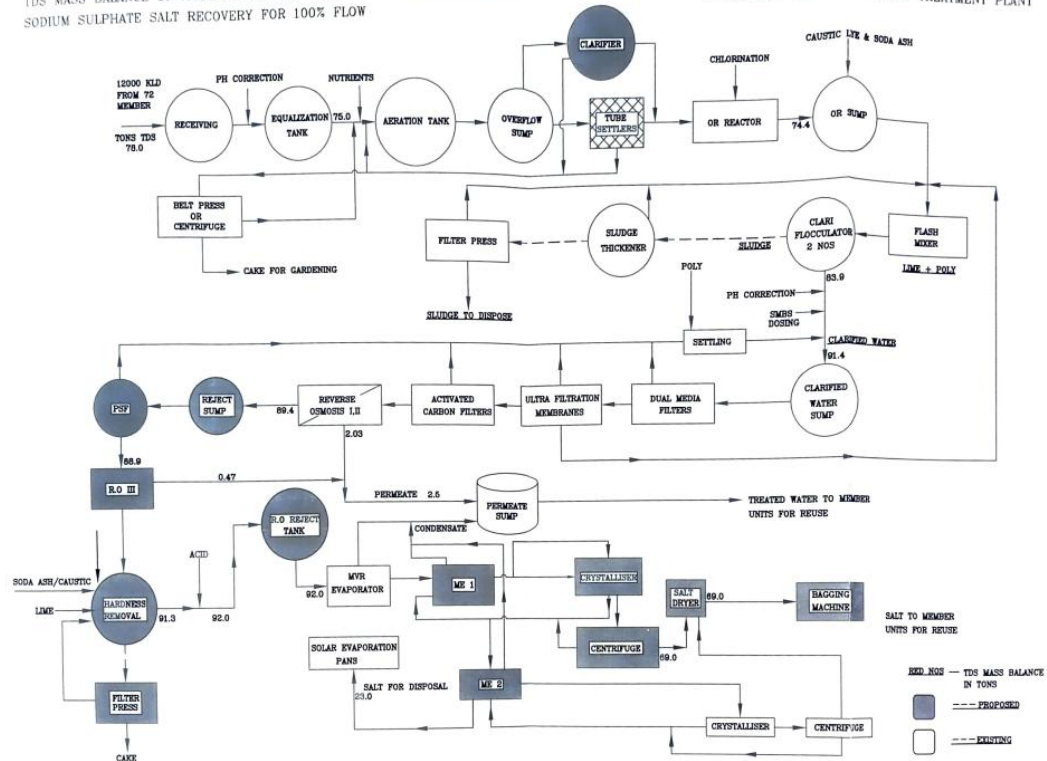 SODIUM SULPHATE SALT RECOVERY FOR 100% FLOW
TREATMENT PLANT
CLARIFIER
CAUSTIC LYE & SODA ASH
CHLORINATION
12000 KLD
FROM 72
MEMBER
PH CORRECTION
NUTRIENTS
RECEIVING
EQUALIZATION
TANK
75.0
AERATION TANK
OVERFLOW
SUMP
TUBE
SETTLERS
OR REACTOR
74.4
OR SUMP
TONS TDS
78.0
BELT PRESS
OR
CENTRIFUGE
CAKE FOR GARDENING
FILTER PRESS
SLUDGE
THICKENER
SLUDGE
CLARI
FLOCCULATOR
2 NOS
FLASH
MIXER
LIME + POLY
83.9
POLY
PH CORRECTION
SMBS
DOSING
SLUDGE TO DISPOSE
SETTLING
CLARIFIED WATER
91.4
PSF
REJECT
SUMP
89.4
REVERSE
OSMOSIS I,II
ACTIVATED
CARBON FILTERS
ULTRA FILTRATION
MEMBRANES
DUAL MEDIA
FILTERS
CLARIFIED
WATER
SUMP
2.03
88.9
R.O III
0.47
PERMEATE 2.5
PERMEATE
SUMP
TREATED WATER TO MEMBER
UNITS FOR REUSE
R.O REJECT
TANK
CONDENSATE
ACID
SODA ASH/CAUSTIC
LIME
HARDNESS
REMOVAL
91.3
92.0
92.0
MVR
EVAPORATOR
ME 1
CRYSTALLISER
SALT
DRYER
69.0
BAGGING
MACHINE
SALT TO MEMBER
UNITS FOR REUSE
CENTRIFUGE
69.0
SOLAR EVAPORATION
PANS
SALT FOR DISPOSAL
23.0
ME 2
FILTER
PRESS
CAKE
CRYSTALLISER
CENTRIFUGE
RED NOS — TDS MASS BALANCE
IN TONS
----PROPOSED
----EXISTING